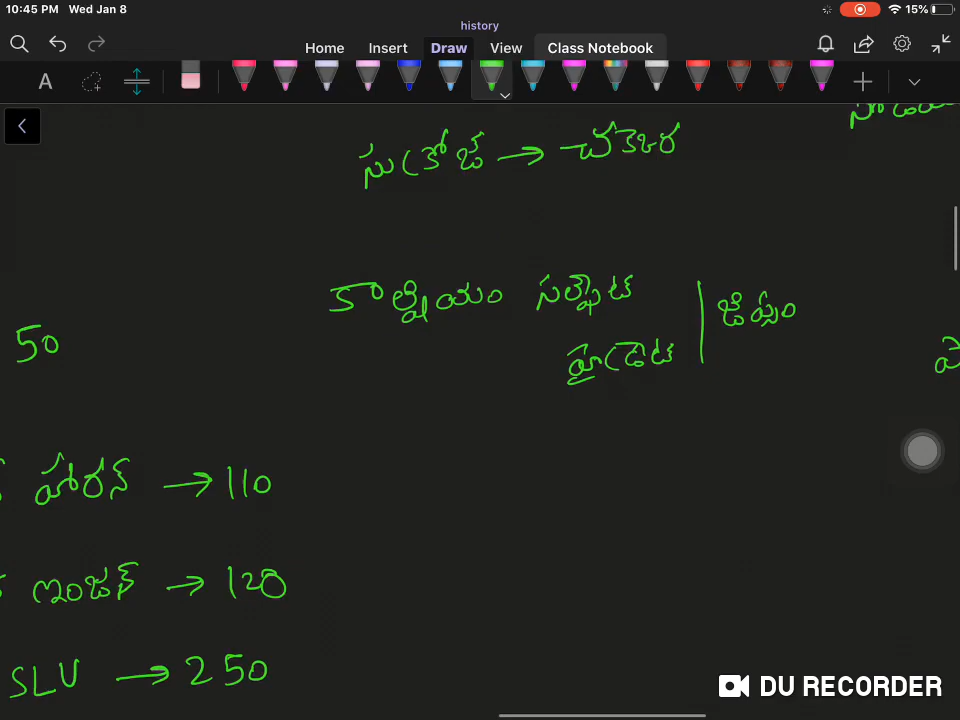 10:45 PM Wed Jan 8
15%
history
Home Insert Draw View Class Notebook
A
సుక్రోజ్ → చక్కెర
కాల్షియం సల్ఫేట్
హైడ్రేట్
జిప్సం
50
హారన్ → 110
ఇంజన్ → 120
SLV → 250
DU RECORDER